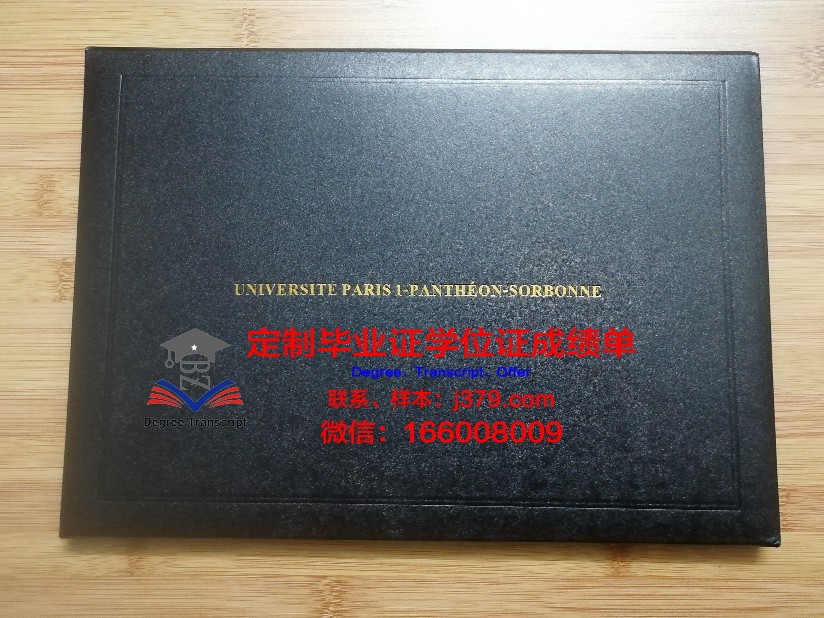 UNIVERSITE PARIS 1-PANTHÉON-SORBONNE
定制毕业证学位证成绩单
Degree、Transcript、Offer
联系、样本：j379.com
微信：166008009
BZ
Degree Transcript